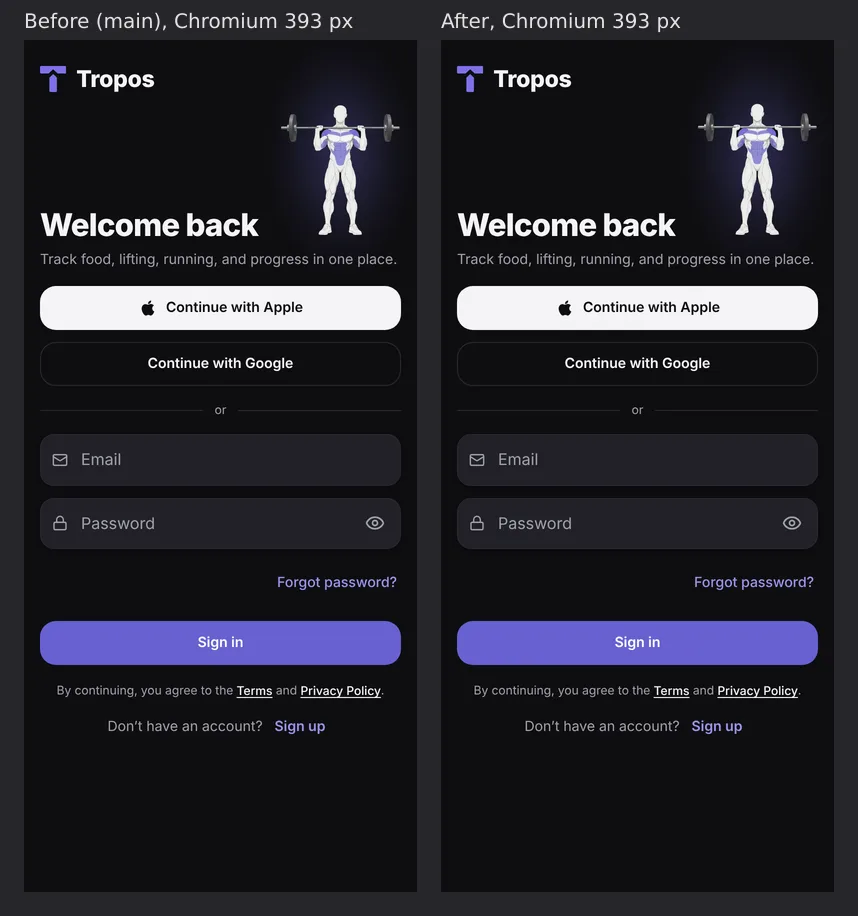 Before (main), Chromium 393 px
Tropos
Welcome back
Track food, lifting, running, and progress in one place.
Continue with Apple
Continue with Google
or
Email
Password
Forgot password?
Sign in
By continuing, you agree to the Terms and Privacy Policy.
Don’t have an account? Sign up
After, Chromium 393 px
Tropos
Welcome back
Track food, lifting, running, and progress in one place.
Continue with Apple
Continue with Google
or
Email
Password
Forgot password?
Sign in
By continuing, you agree to the Terms and Privacy Policy.
Don’t have an account? Sign up